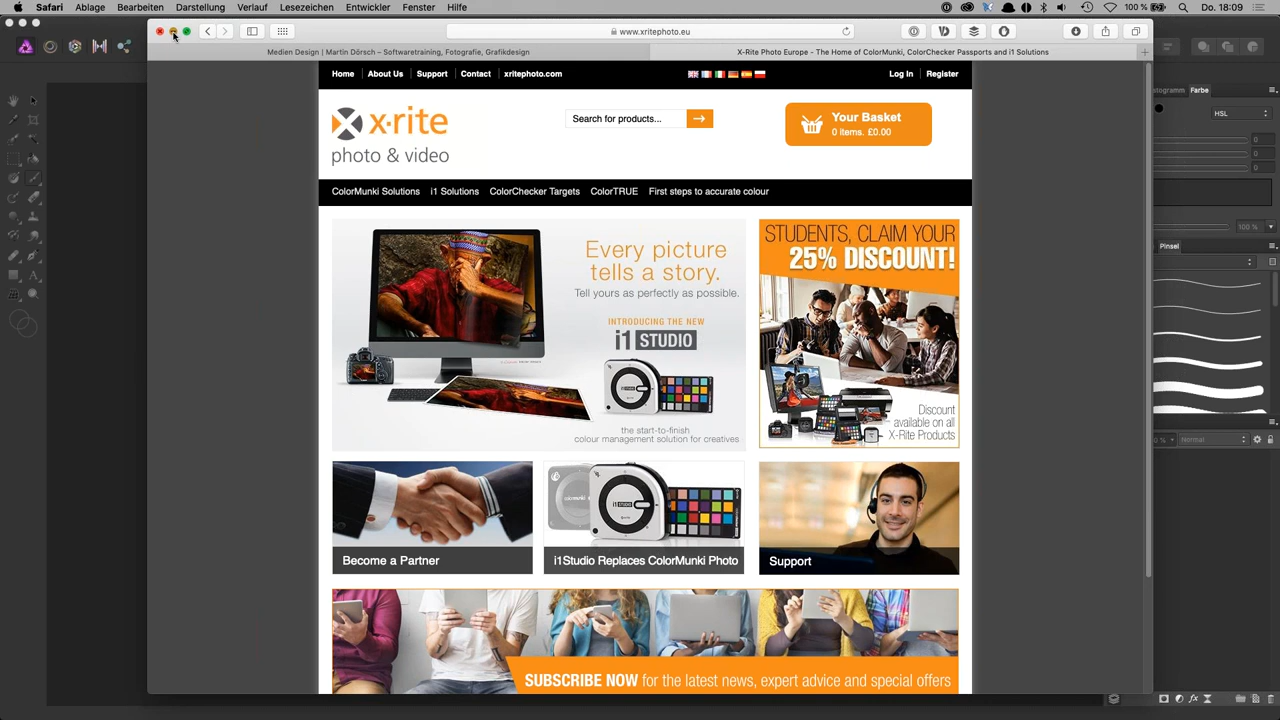 Safari Ablage Bearbeiten Darstellung Verlauf Lesezeichen Entwickler Fenster Hilfe 100 % Do. 18:09
www.xritephoto.eu
Medien Design | Martin Dörsch – Softwaretraining, Fotografie, Grafikdesign
X-Rite Photo Europe - The Home of ColorMunki, ColorChecker Passports and i1 Solutions
Home About Us Support Contact xritephoto.com Log In Register
x·rite
photo & video
Search for products...
Your Basket
0 items. £0.00
ColorMunki Solutions i1 Solutions ColorChecker Targets ColorTRUE First steps to accurate colour
Every picture
tells a story.
Tell yours as perfectly as possible.
INTRODUCING THE NEW
i1 STUDIO
the start-to-finish
colour management solution for creatives
STUDENTS, CLAIM YOUR
25% DISCOUNT!
Discount
available on all
X-Rite Products
Become a Partner
i1Studio Replaces ColorMunki Photo
Support
SUBSCRIBE NOW for the latest news, expert advice and special offers
Farbe
HSL
0
0
0
100 %
Pinsel
Normal